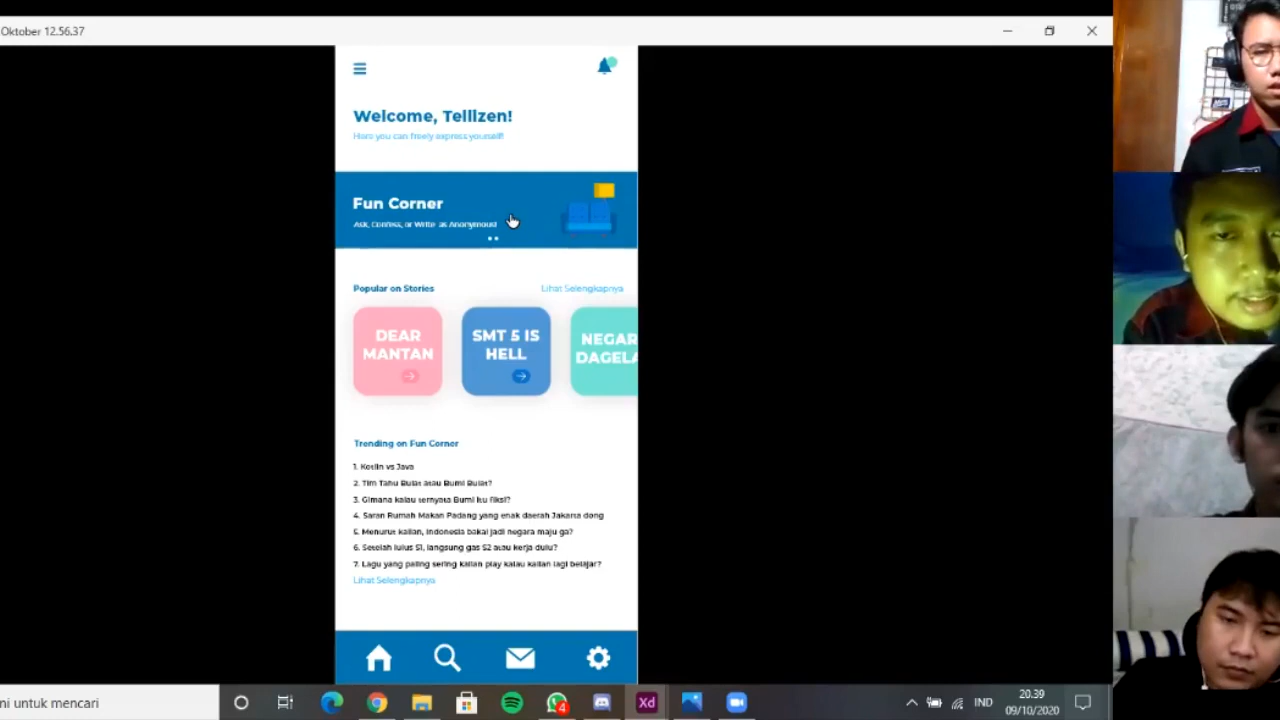 Oktober 12.56.37
Welcome, Tellizen!
Here you can freely express yourself!
Fun Corner
Ask, Confess, or Write as Anonymous!
Popular on Stories
Lihat Selengkapnya
DEAR
MANTAN
SMT 5 IS
HELL
NEGAR
DAGELA
Trending on Fun Corner
1. Kotlin vs Java
2. Tim Tahu Bulat atau Bumi Bulat?
3. Gimana kalau ternyata Bumi itu fiksi?
4. Saran Rumah Makan Padang yang enak daerah Jakarta dong
5. Menurut kalian, Indonesia bakal jadi negara maju ga?
6. Setelah lulus S1, langsung gas S2 atau kerja dulu?
7. Lagu yang paling sering kalian play kalau kalian lagi belajar?
Lihat Selengkapnya
ni untuk mencari
4
Xd
IND
20.39
09/10/2020